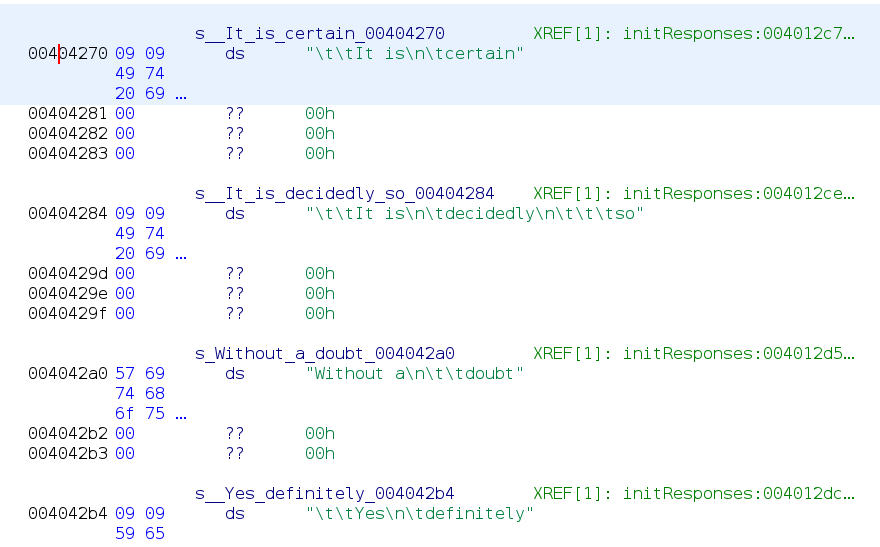 s__It_is_certain_00404270 XREF[1]: initResponses:004012c7...
00404270 09 09 ds "\t\tIt is\n\tcertain"
49 74
20 69 ...
00404281 00 ?? 00h
00404282 00 ?? 00h
00404283 00 ?? 00h
s__It_is_decidedly_so_00404284 XREF[1]: initResponses:004012ce...
00404284 09 09 ds "\t\tIt is\n\tdecidedly\n\t\t\tso"
49 74
20 69 ...
0040429d 00 ?? 00h
0040429e 00 ?? 00h
0040429f 00 ?? 00h
s_Without_a_doubt_004042a0 XREF[1]: initResponses:004012d5...
004042a0 57 69 ds "Without a\n\t\tdoubt"
74 68
6f 75 ...
004042b2 00 ?? 00h
004042b3 00 ?? 00h
s__Yes_definitely_004042b4 XREF[1]: initResponses:004012dc...
004042b4 09 09 ds "\t\tYes\n\tdefinitely"
59 65